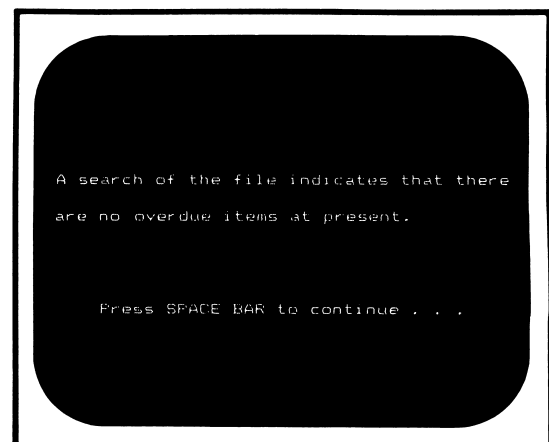 A search of the file indicates that there
are no overdue items at present.
Press SPACE BAR to continue . . .